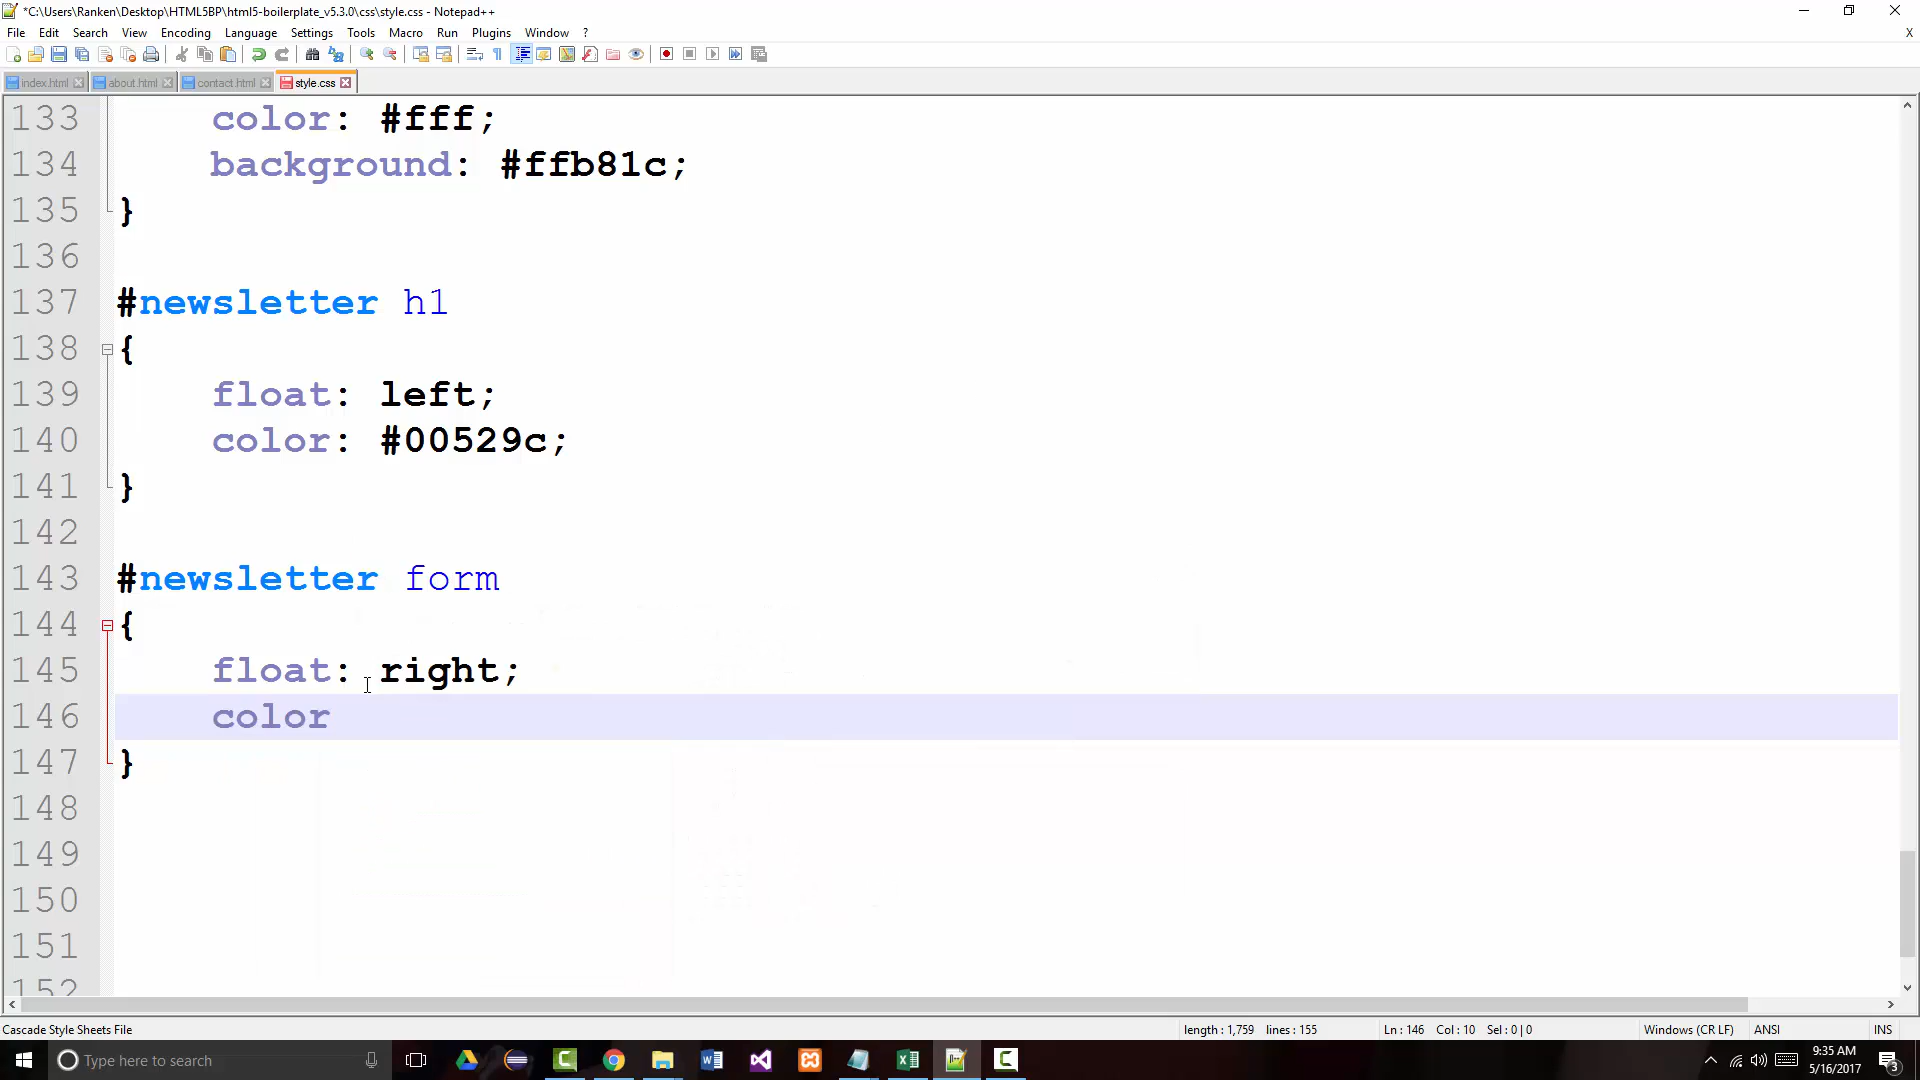 *C:\Users\Ranken\Desktop\HTML5BP\html5-boilerplate_v5.3.0\css\style.css - Notepad++
File Edit Search View Encoding Language Settings Tools Macro Run Plugins Window ? X
index.html about.html contact.html style.css
133 color: #fff;
134 background: #ffb81c;
135 }
136
137 #newsletter h1
138 {
139 float: left;
140 color: #00529c;
141 }
142
143 #newsletter form
144 {
145 float: right;
146 color
147 }
148
149
150
151
152
Cascade Style Sheets File length : 1,759 lines : 155 Ln : 146 Col : 10 Sel : 0 | 0 Windows (CR LF) ANSI INS
Type here to search 9:35 AM
5/16/2017 3